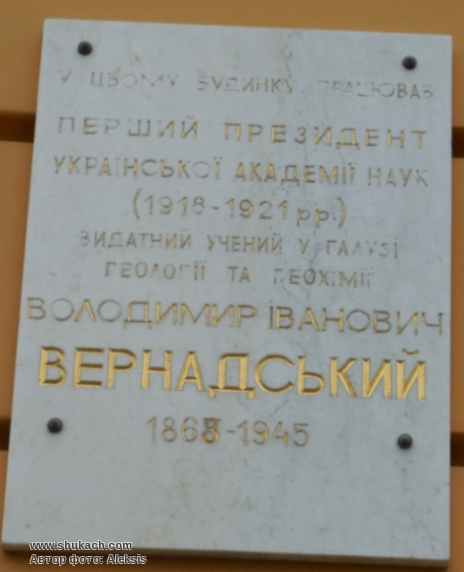 У ЦЬОМУ БУДИНКУ ПРАЦЮВАВ
ПЕРШИЙ ПРЕЗИДЕНТ
УКРАЇНСЬКОЇ АКАДЕМІЇ НАУК
(1918-1921 рр.)
ВИДАТНИЙ УЧЕНИЙ У ГАЛУЗІ
ГЕОЛОГІЇ ТА ГЕОХІМІЇ
ВОЛОДИМИР ІВАНОВИЧ
ВЕРНАДСЬКИЙ
1863-1945
www.shukach.com
Автор фото: Aleksis